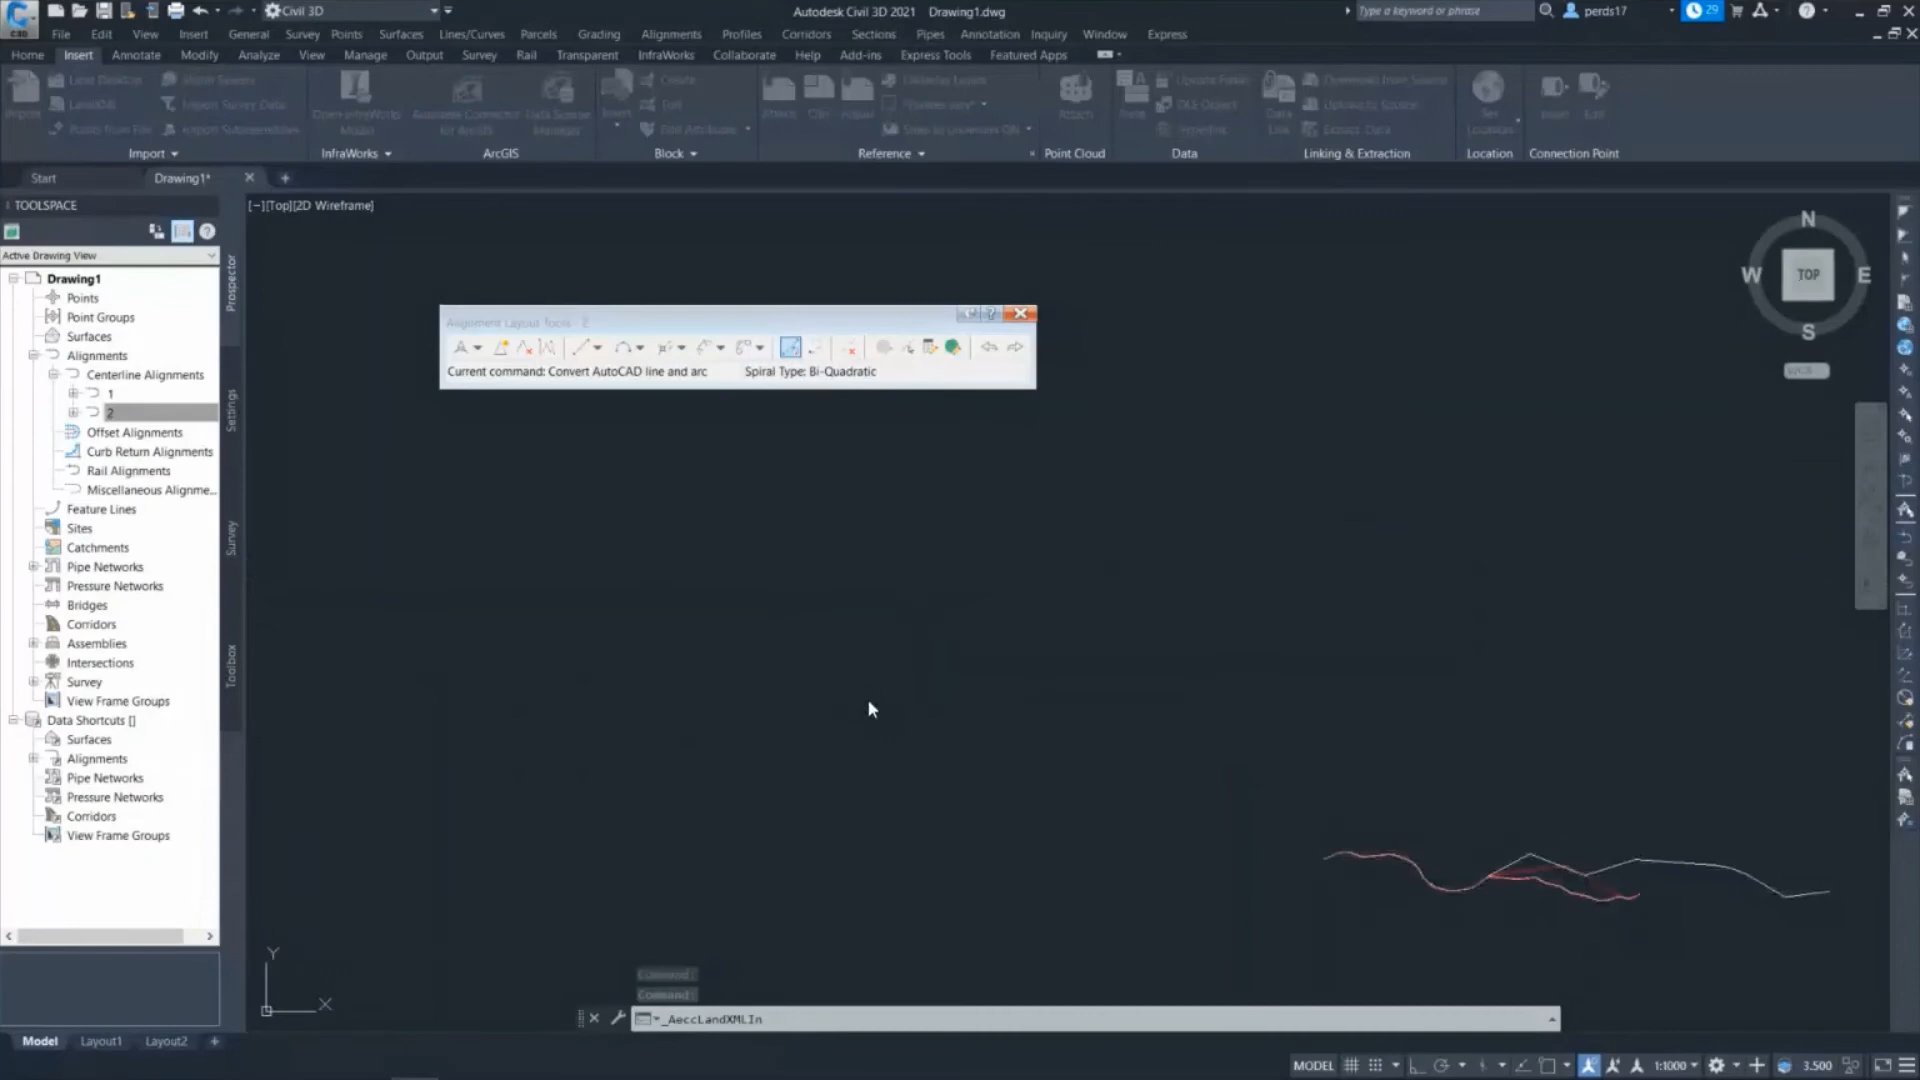 Civil 3D
Autodesk Civil 3D 2021 Drawing1.dwg
Type a keyword or phrase
perds17
29
File Edit View Insert General Survey Points Surfaces Lines/Curves Parcels Grading Alignments Profiles Corridors Sections Pipes Annotation Inquiry Window Express
Home Insert Annotate Modify Analyze View Manage Output Survey Rail Transparent InfraWorks Collaborate Help Add-ins Express Tools Featured Apps
Import InfraWorks ArcGIS Block Reference Point Cloud Data Linking & Extraction Location Connection Point
Start Drawing1*
TOOLSPACE
[−][Top][2D Wireframe]
Active Drawing View
Drawing1
Points
Point Groups
Surfaces
Alignments
Centerline Alignments
1
2
Offset Alignments
Curb Return Alignments
Rail Alignments
Miscellaneous Alignme...
Feature Lines
Sites
Catchments
Pipe Networks
Pressure Networks
Bridges
Corridors
Assemblies
Intersections
Survey
View Frame Groups
Data Shortcuts []
Surfaces
Alignments
Pipe Networks
Pressure Networks
Corridors
View Frame Groups
Prospector
Settings
Survey
Toolbox
Alignment Layout Tools - 2
Current command: Convert AutoCAD line and arc Spiral Type: Bi-Quadratic
N
W TOP E
S
Y
X
Command:
Command:
_AeccLandXMLIn
Model Layout1 Layout2
MODEL 1:1000 3.500